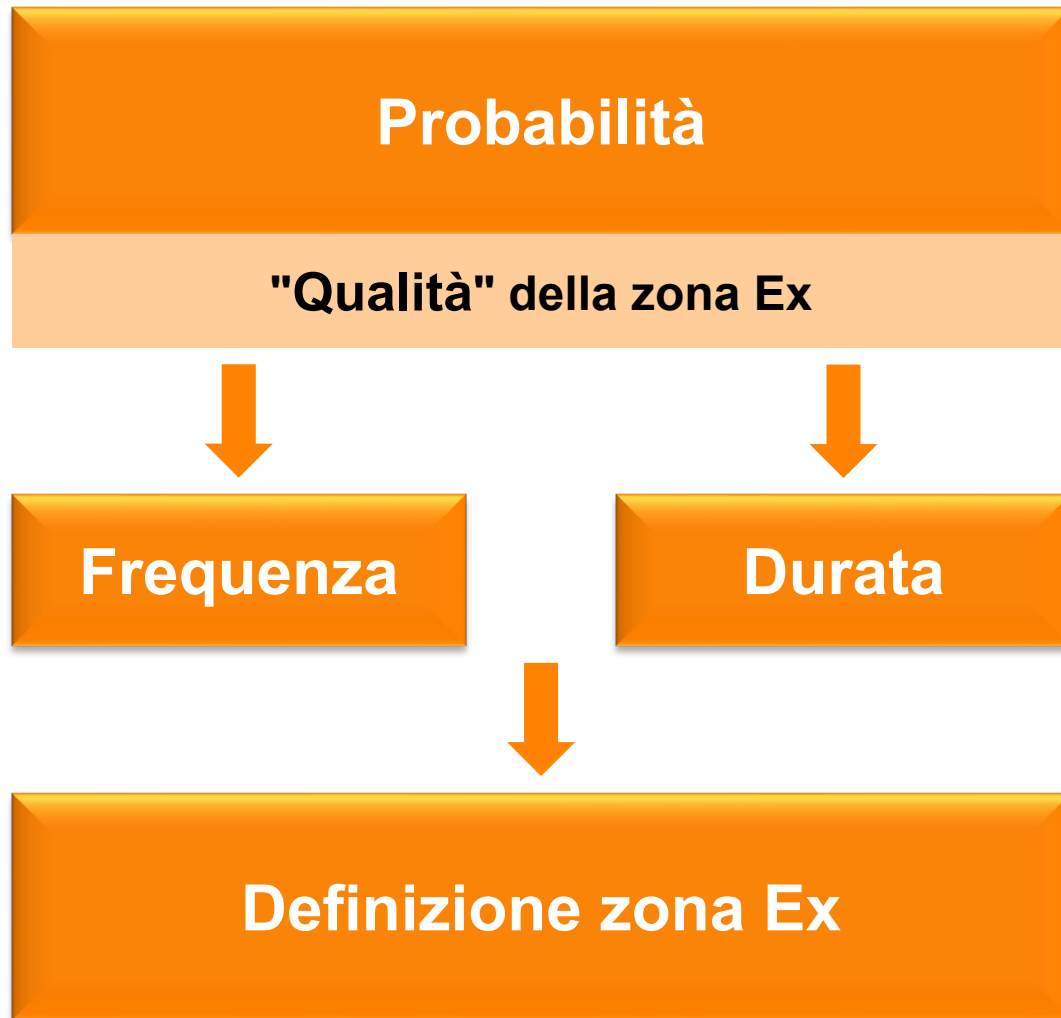 Probabilità
"Qualità" della zona Ex
Frequenza
Durata
Definizione zona Ex